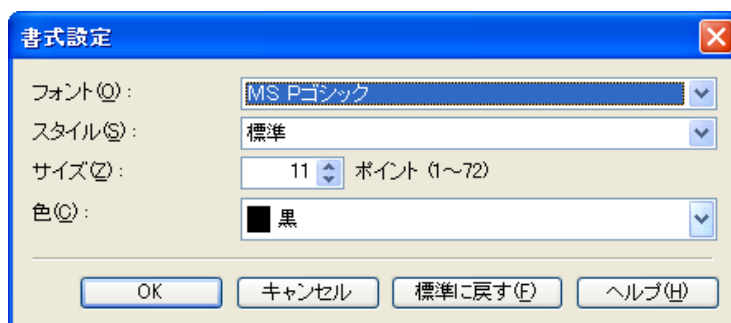 書式設定
フォント(O):
MS Pゴシック
スタイル(S):
標準
サイズ(Z):
11 ポイント (1~72)
色(C):
黒
OK キャンセル 標準に戻す(F) ヘルプ(H)